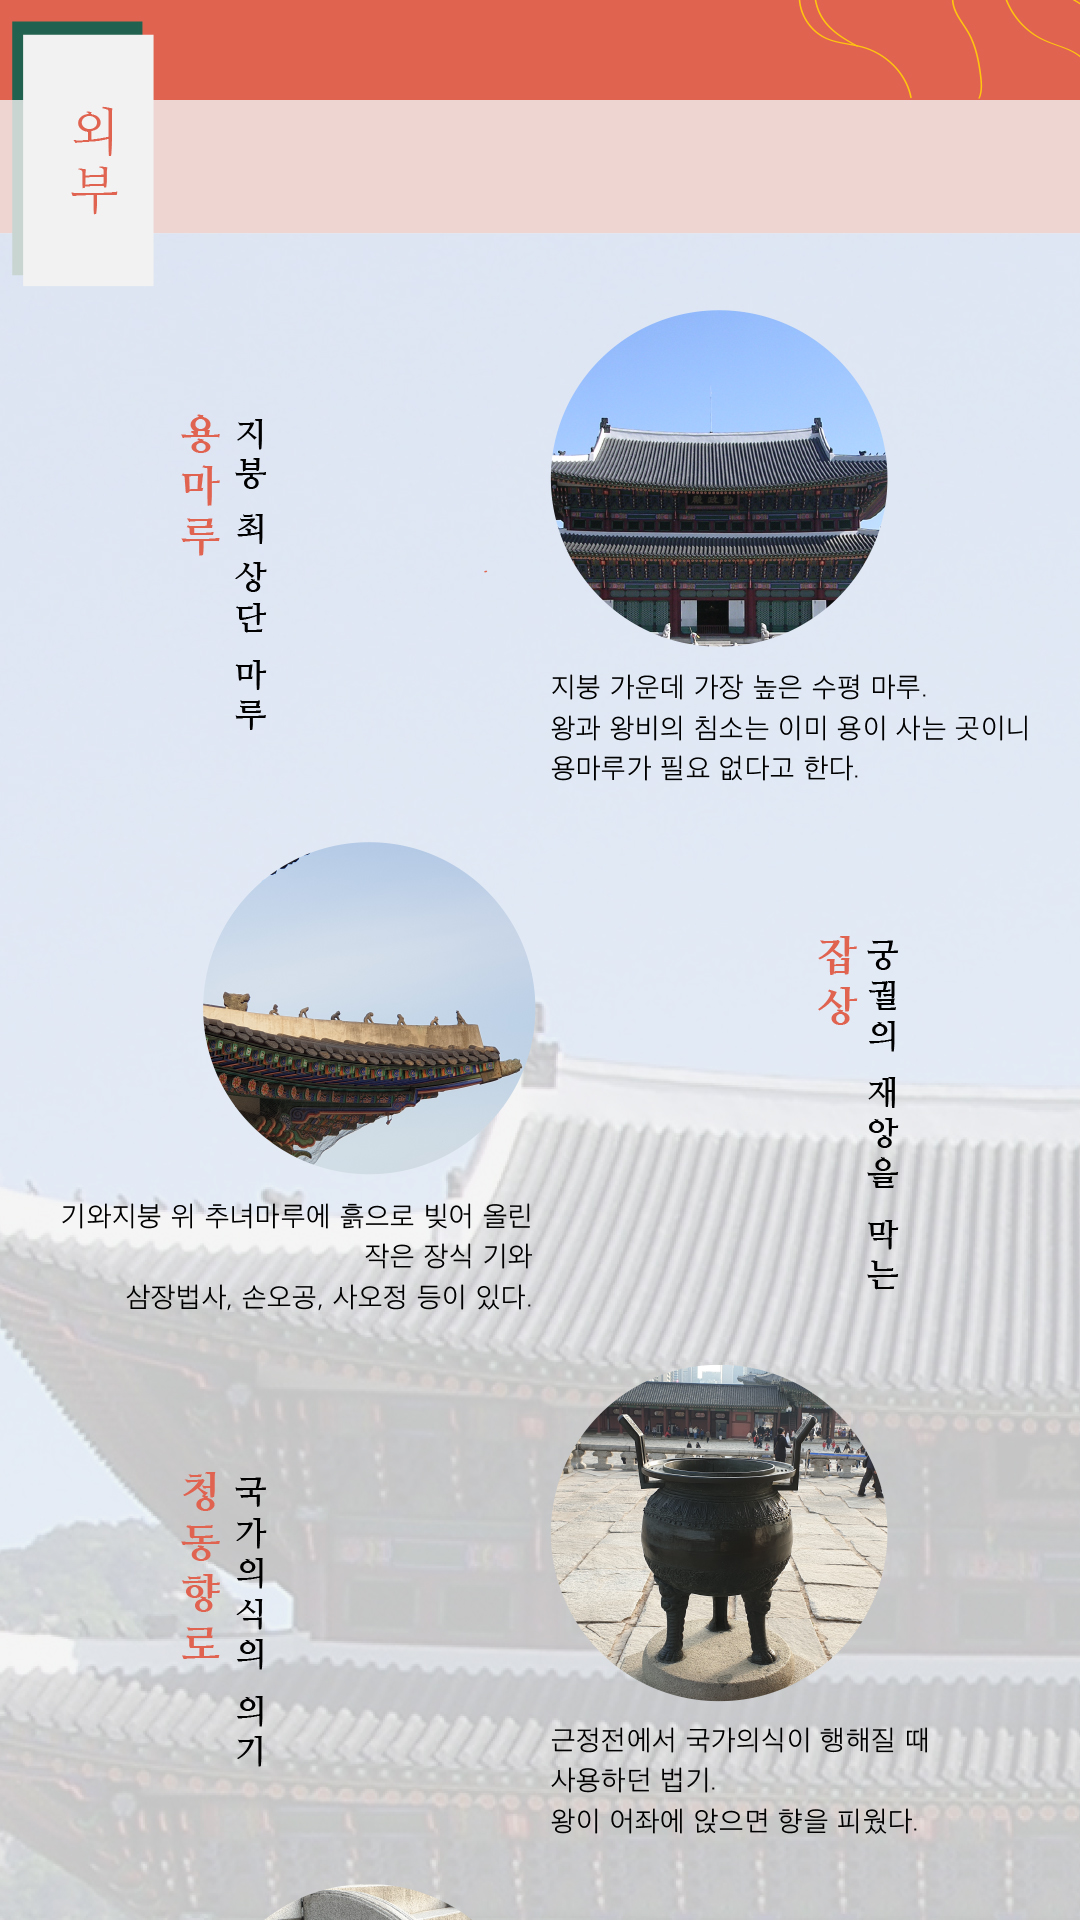 외부
용마루
지붕 최상단 마루
지붕 가운데 가장 높은 수평 마루.
왕과 왕비의 침소는 이미 용이 사는 곳이니
용마루가 필요 없다고 한다.
잡상
궁궐의 재앙을 막는
기와지붕 위 추녀마루에 흙으로 빚어 올린
작은 장식 기와
삼장법사, 손오공, 사오정 등이 있다.
청동향로
국가의식의 의기
근정전에서 국가의식이 행해질 때
사용하던 법기.
왕이 어좌에 앉으면 향을 피웠다.